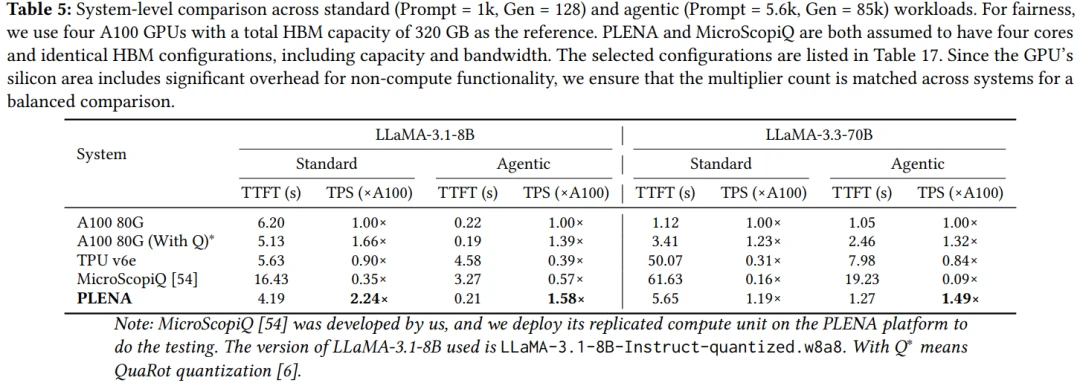 Table 5: System-level comparison across standard (Prompt = 1k, Gen = 128) and agentic (Prompt = 5.6k, Gen = 85k) workloads. For fairness,
we use four A100 GPUs with a total HBM capacity of 320 GB as the reference. PLENA and MicroScopiQ are both assumed to have four cores
and identical HBM configurations, including capacity and bandwidth. The selected configurations are listed in Table 17. Since the GPU's
silicon area includes significant overhead for non-compute functionality, we ensure that the multiplier count is matched across systems for a
balanced comparison.
System LLaMA-3.1-8B LLaMA-3.3-70B
Standard Agentic Standard Agentic
TTFT (s) TPS (×A100) TTFT (s) TPS (×A100) TTFT (s) TPS (×A100) TTFT (s) TPS (×A100)
A100 80G 6.20 1.00× 0.22 1.00× 1.12 1.00× 1.05 1.00×
A100 80G (With Q)* 5.13 1.66× 0.19 1.39× 3.41 1.23× 2.46 1.32×
TPU v6e 5.63 0.90× 4.58 0.39× 50.07 0.31× 7.98 0.84×
MicroScopiQ [54] 16.43 0.35× 3.27 0.57× 61.63 0.16× 19.23 0.09×
PLENA 4.19 2.24× 0.21 1.58× 5.65 1.19× 1.27 1.49×
Note: MicroScopiQ [54] was developed by us, and we deploy its replicated compute unit on the PLENA platform to
do the testing. The version of LLaMA-3.1-8B used is LLaMA-3.1-8B-Instruct-quantized.w8a8. With Q* means
QuaRot quantization [6].